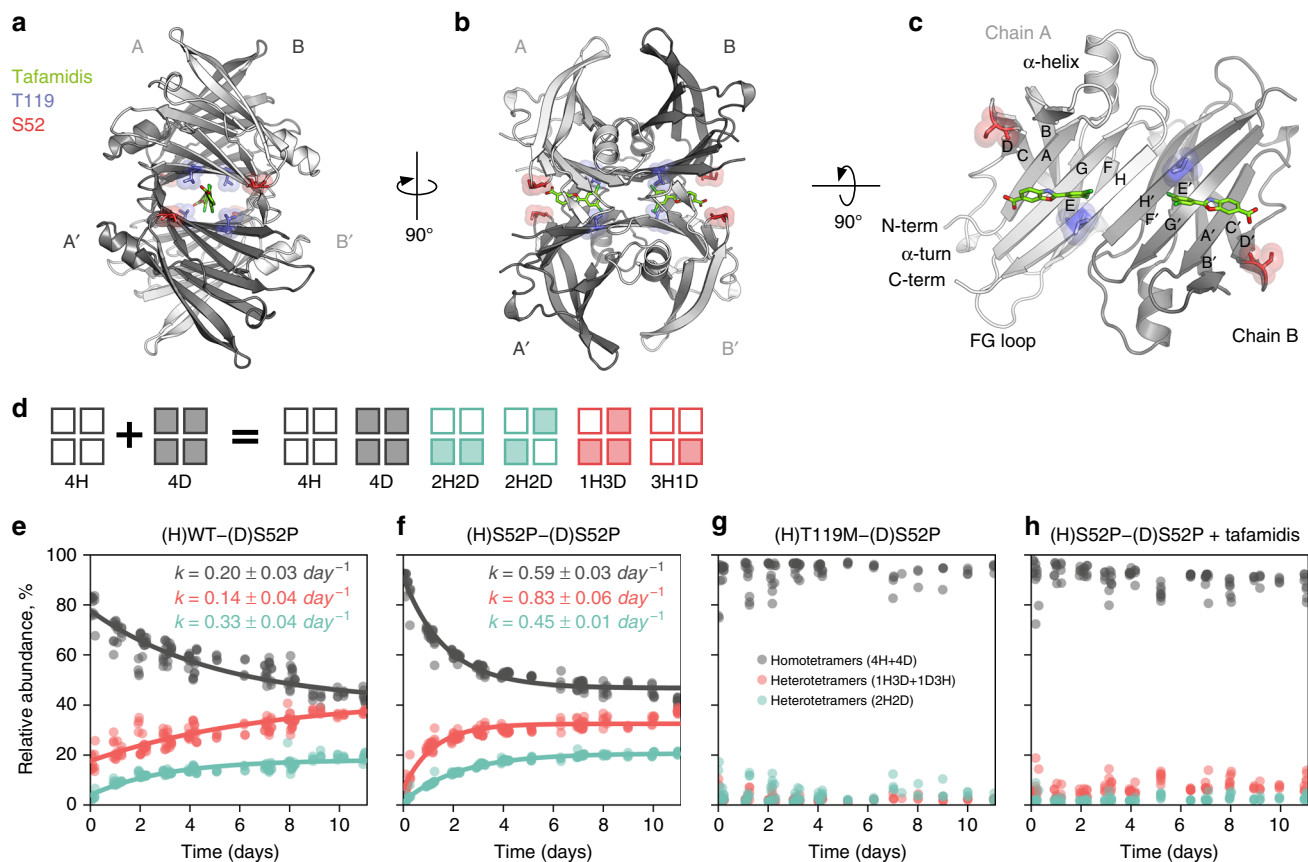 a
A
B
Tafamidis
T119
S52
A′
B′
90°
b
A
B
A′
B′
90°
c
Chain A
α-helix
D
C
B
A
G
F
H
E
E′
H′
F′
G′
A′
C′
D′
B′
N-term
α-turn
C-term
FG loop
Chain B
d
+ =
4H 4D 4H 4D 2H2D 2H2D 1H3D 3H1D
e (H)WT–(D)S52P
Relative abundance, %
100
80
60
40
20
0
k = 0.20 ± 0.03 day⁻¹
k = 0.14 ± 0.04 day⁻¹
k = 0.33 ± 0.04 day⁻¹
0 2 4 6 8 10
Time (days)
f (H)S52P–(D)S52P
k = 0.59 ± 0.03 day⁻¹
k = 0.83 ± 0.06 day⁻¹
k = 0.45 ± 0.01 day⁻¹
0 2 4 6 8 10
Time (days)
g (H)T119M–(D)S52P
Homotetramers (4H+4D)
Heterotetramers (1H3D+1D3H)
Heterotetramers (2H2D)
0 2 4 6 8 10
Time (days)
h (H)S52P–(D)S52P + tafamidis
0 2 4 6 8 10
Time (days)